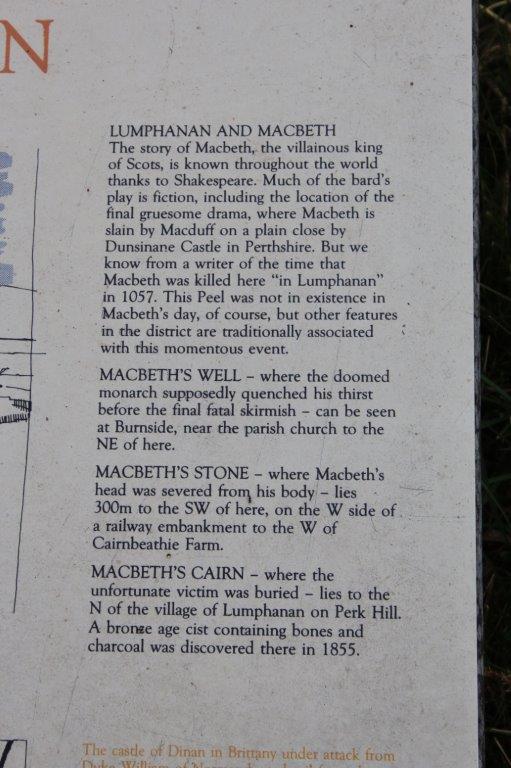 N
LUMPHANAN AND MACBETH
The story of Macbeth, the villainous king
of Scots, is known throughout the world
thanks to Shakespeare. Much of the bard's
play is fiction, including the location of the
final gruesome drama, where Macbeth is
slain by Macduff on a plain close by
Dunsinane Castle in Perthshire. But we
know from a writer of the time that
Macbeth was killed here “in Lumphanan”
in 1057. This Peel was not in existence in
Macbeth's day, of course, but other features
in the district are traditionally associated
with this momentous event.
MACBETH'S WELL – where the doomed
monarch supposedly quenched his thirst
before the final fatal skirmish – can be seen
at Burnside, near the parish church to the
NE of here.
MACBETH'S STONE – where Macbeth's
head was severed from his body – lies
300m to the SW of here, on the W side of
a railway embankment to the W of
Cairnbeathie Farm.
MACBETH'S CAIRN – where the
unfortunate victim was buried – lies to the
N of the village of Lumphanan on Perk Hill.
A bronze age cist containing bones and
charcoal was discovered there in 1855.
The castle of Dinan in Brittany under attack from
Duke William of